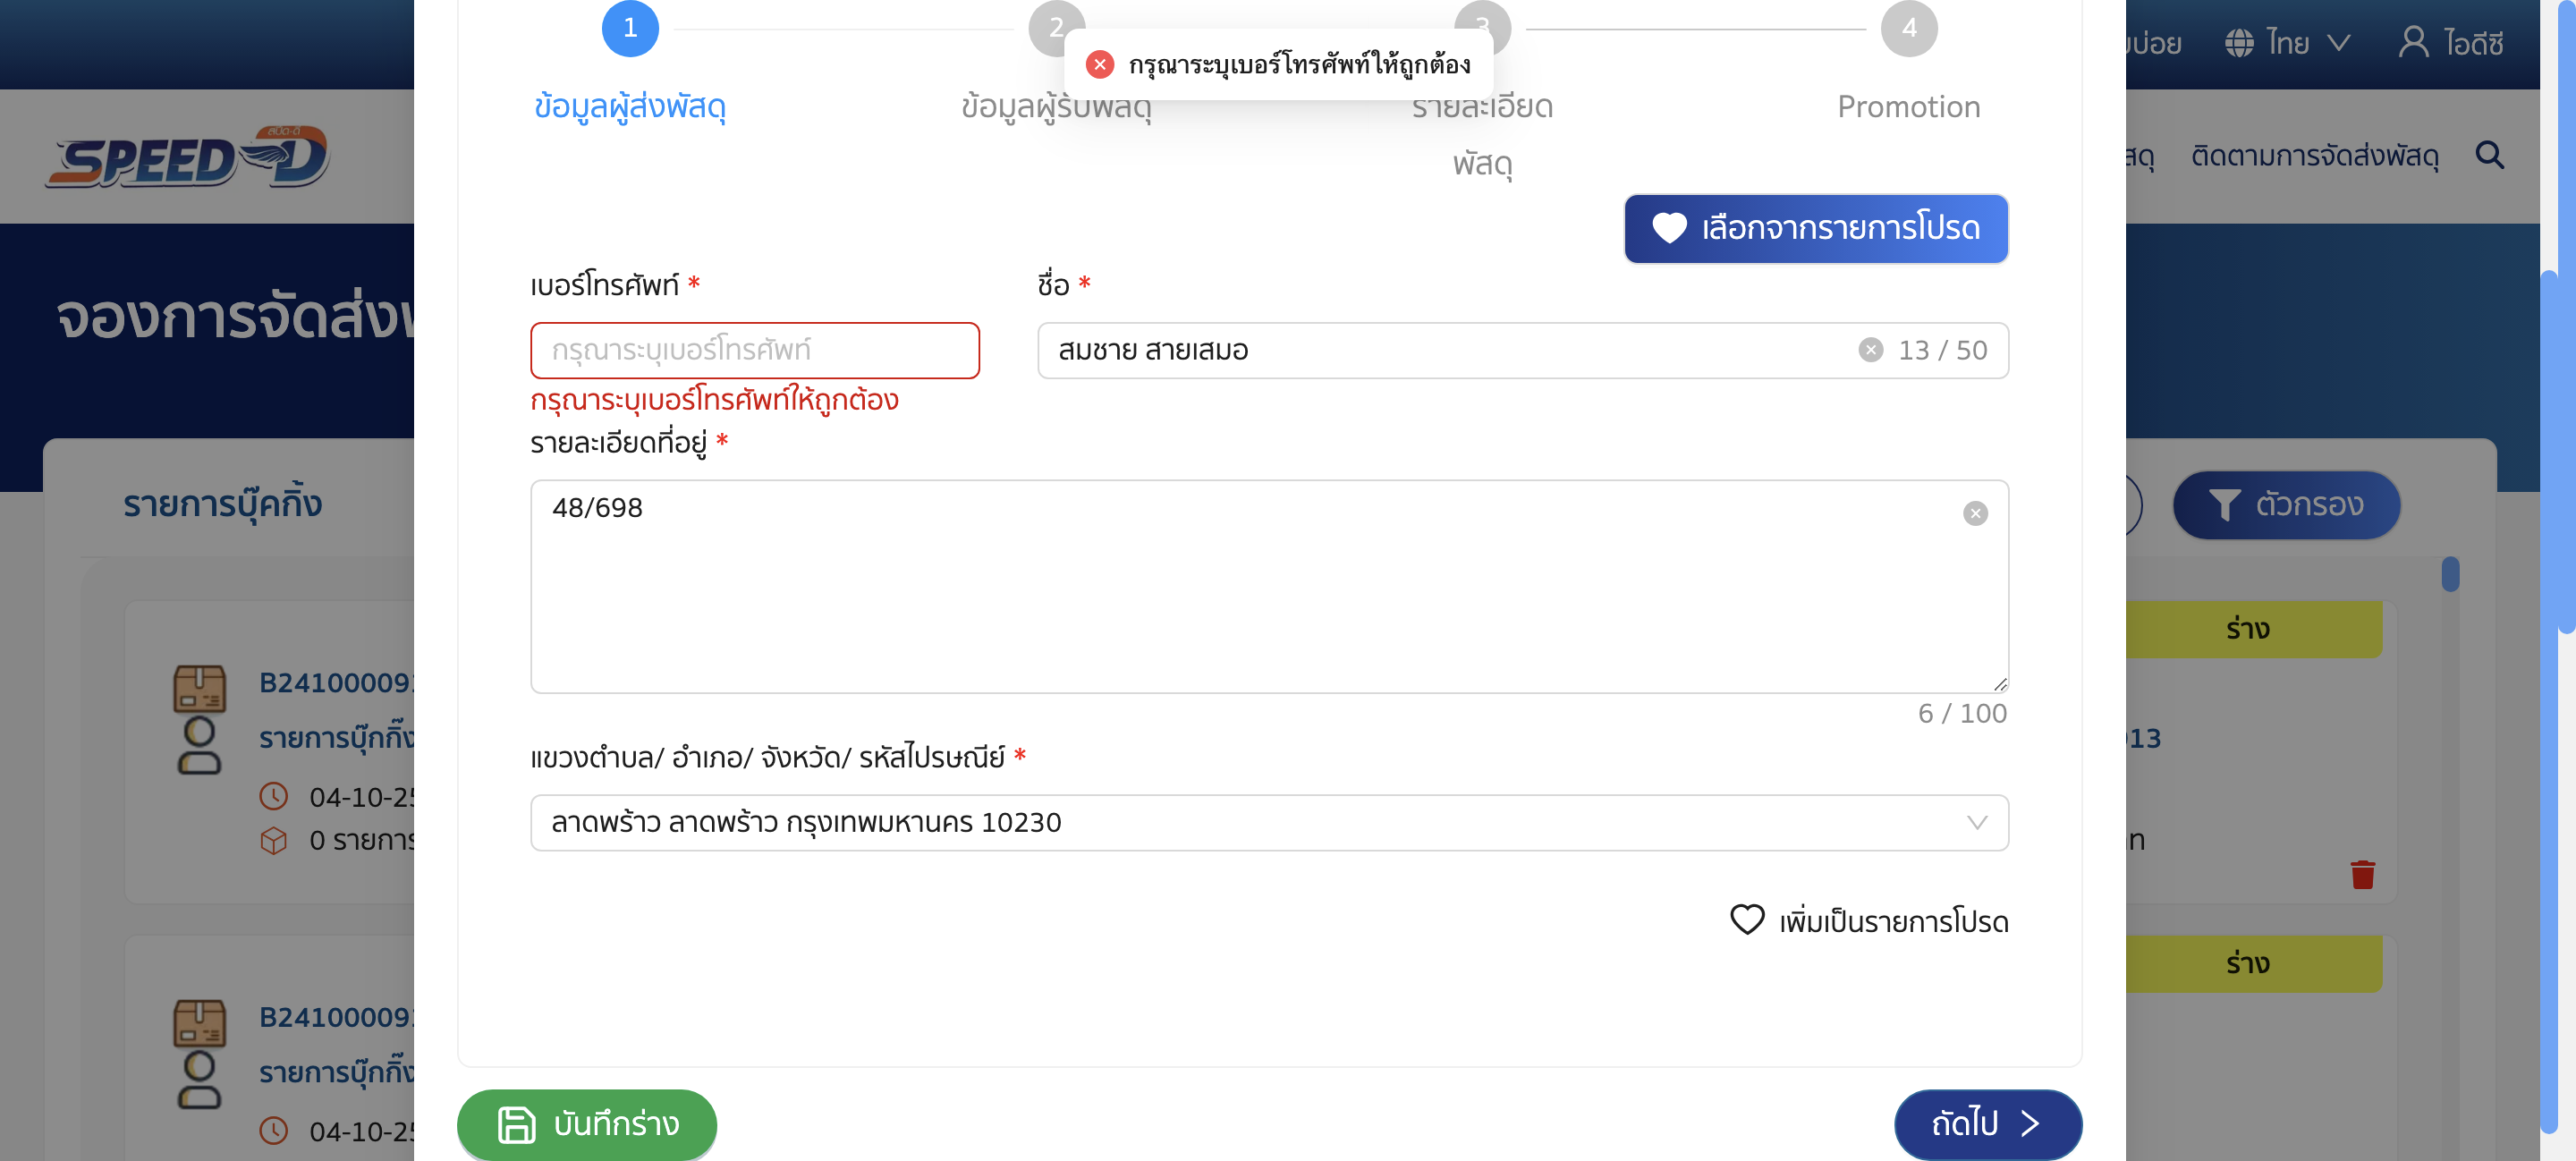 1
2
3
4
กรุณาระบุเบอร์โทรศัพท์ให้ถูกต้อง
ข้อมูลผู้ส่งพัสดุ
ข้อมูลผู้รับพัสดุ
รายละเอียด
พัสดุ
Promotion
บ่อย
ไทย
ไอดีซี
สปีด-ดี
SPEED-D
ติดตามการจัดส่งพัสดุ
เลือกจากรายการโปรด
จองการจัดส่ง
เบอร์โทรศัพท์ *
ชื่อ *
กรุณาระบุเบอร์โทรศัพท์
สมชาย สายเสมอ
13 / 50
กรุณาระบุเบอร์โทรศัพท์ให้ถูกต้อง
รายละเอียดที่อยู่ *
48/698
6 / 100
รายการบุ๊คกิ้ง
ตัวกรอง
ร่าง
B24100009
รายการบุ๊กกิ้ง
13
04-10-25
0 รายการ
แขวงตำบล/ อำเภอ/ จังหวัด/ รหัสไปรษณีย์ *
ลาดพร้าว ลาดพร้าว กรุงเทพมหานคร 10230
เพิ่มเป็นรายการโปรด
ร่าง
B24100009
รายการบุ๊กกิ้ง
04-10-25
บันทึกร่าง
ถัดไป